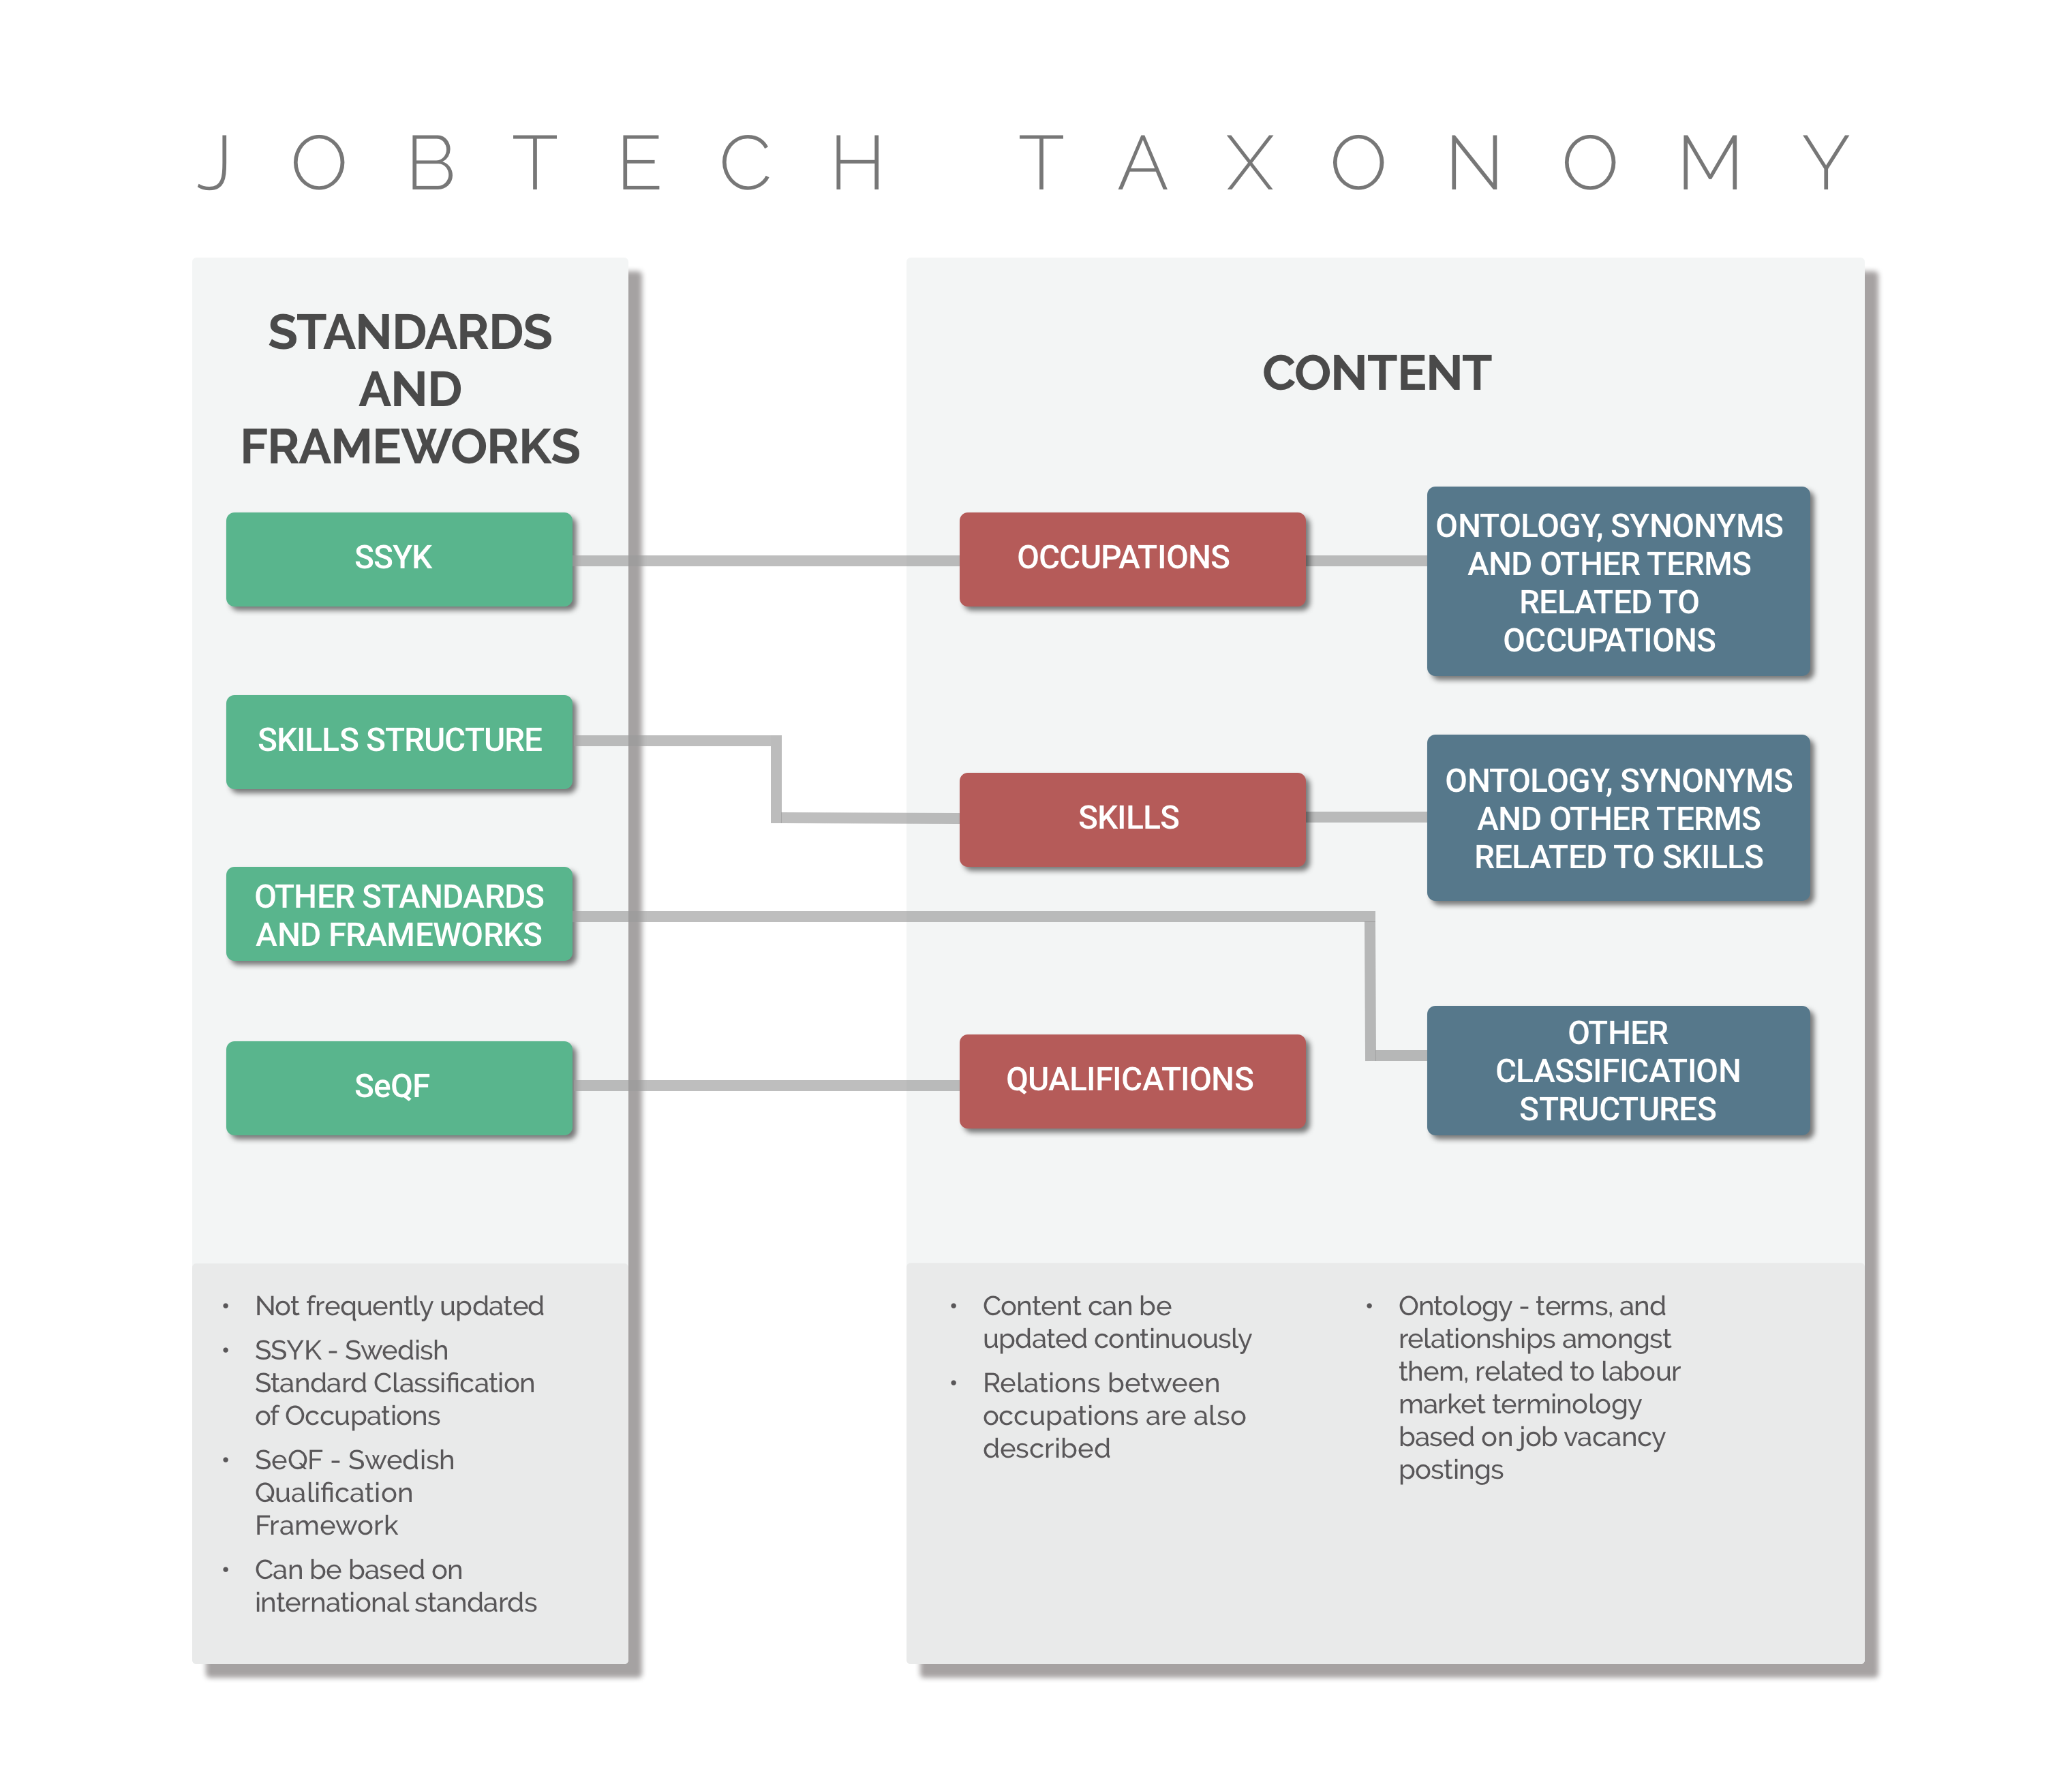 JOBTECH TAXONOMY
STANDARDS
AND
FRAMEWORKS
SSYK
SKILLS STRUCTURE
OTHER STANDARDS
AND FRAMEWORKS
SeQF
• Not frequently updated
• SSYK - Swedish
Standard Classification
of Occupations
• SeQF - Swedish
Qualification
Framework
• Can be based on
international standards
CONTENT
OCCUPATIONS
ONTOLOGY, SYNONYMS
AND OTHER TERMS
RELATED TO
OCCUPATIONS
SKILLS
ONTOLOGY, SYNONYMS
AND OTHER TERMS
RELATED TO SKILLS
QUALIFICATIONS
OTHER
CLASSIFICATION
STRUCTURES
• Content can be
updated continuously
• Relations between
occupations are also
described
• Ontology - terms, and
relationships amongst
them, related to labour
market terminology
based on job vacancy
postings